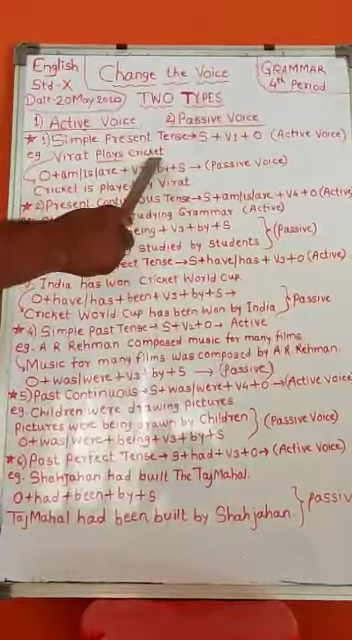 English
Std-X
Date-20 May 2020
Change the Voice
GRAMMAR
4th Period
TWO TYPES
1) Active Voice 2) Passive Voice
★ 1) Simple Present Tense → S + V1 + O (Active Voice)
eg. Virat plays Cricket
O + am/is/are + V3 + by + S → (Passive Voice)
Cricket is played Virat
★ 2) Present Tense → S + am/is/are + V4 + O (Active
studying Grammar (Active)
being + V3 + by + S
studied by Students } (Passive)
Tense → S + have/has + V3 + O (Active)
India has won Cricket World Cup.
O + have/has + been + V3 + by + S →
Cricket World Cup has been won by India } Passive
★ 4) Simple Past Tense → S + V2 + O → Active
eg. A R Rehman composed music for many films
Music for many films was composed by A R Rehman.
O + was/were + V3 + by + S → (Passive)
★ 5) Past Continuous → S + was/were + V4 + O → (Active Voice
eg. Children were drawing pictures
Pictures were being drawn by Children } (Passive Voice)
O + was/were + being + V3 + by + S
★ 6) Past Perfect Tense → S + had + V3 + O → (Active Voice)
eg. Shahjahan had built The TajMahal.
O + had + been + by + S.
TajMahal had been built by Shahjahan. } Passiv